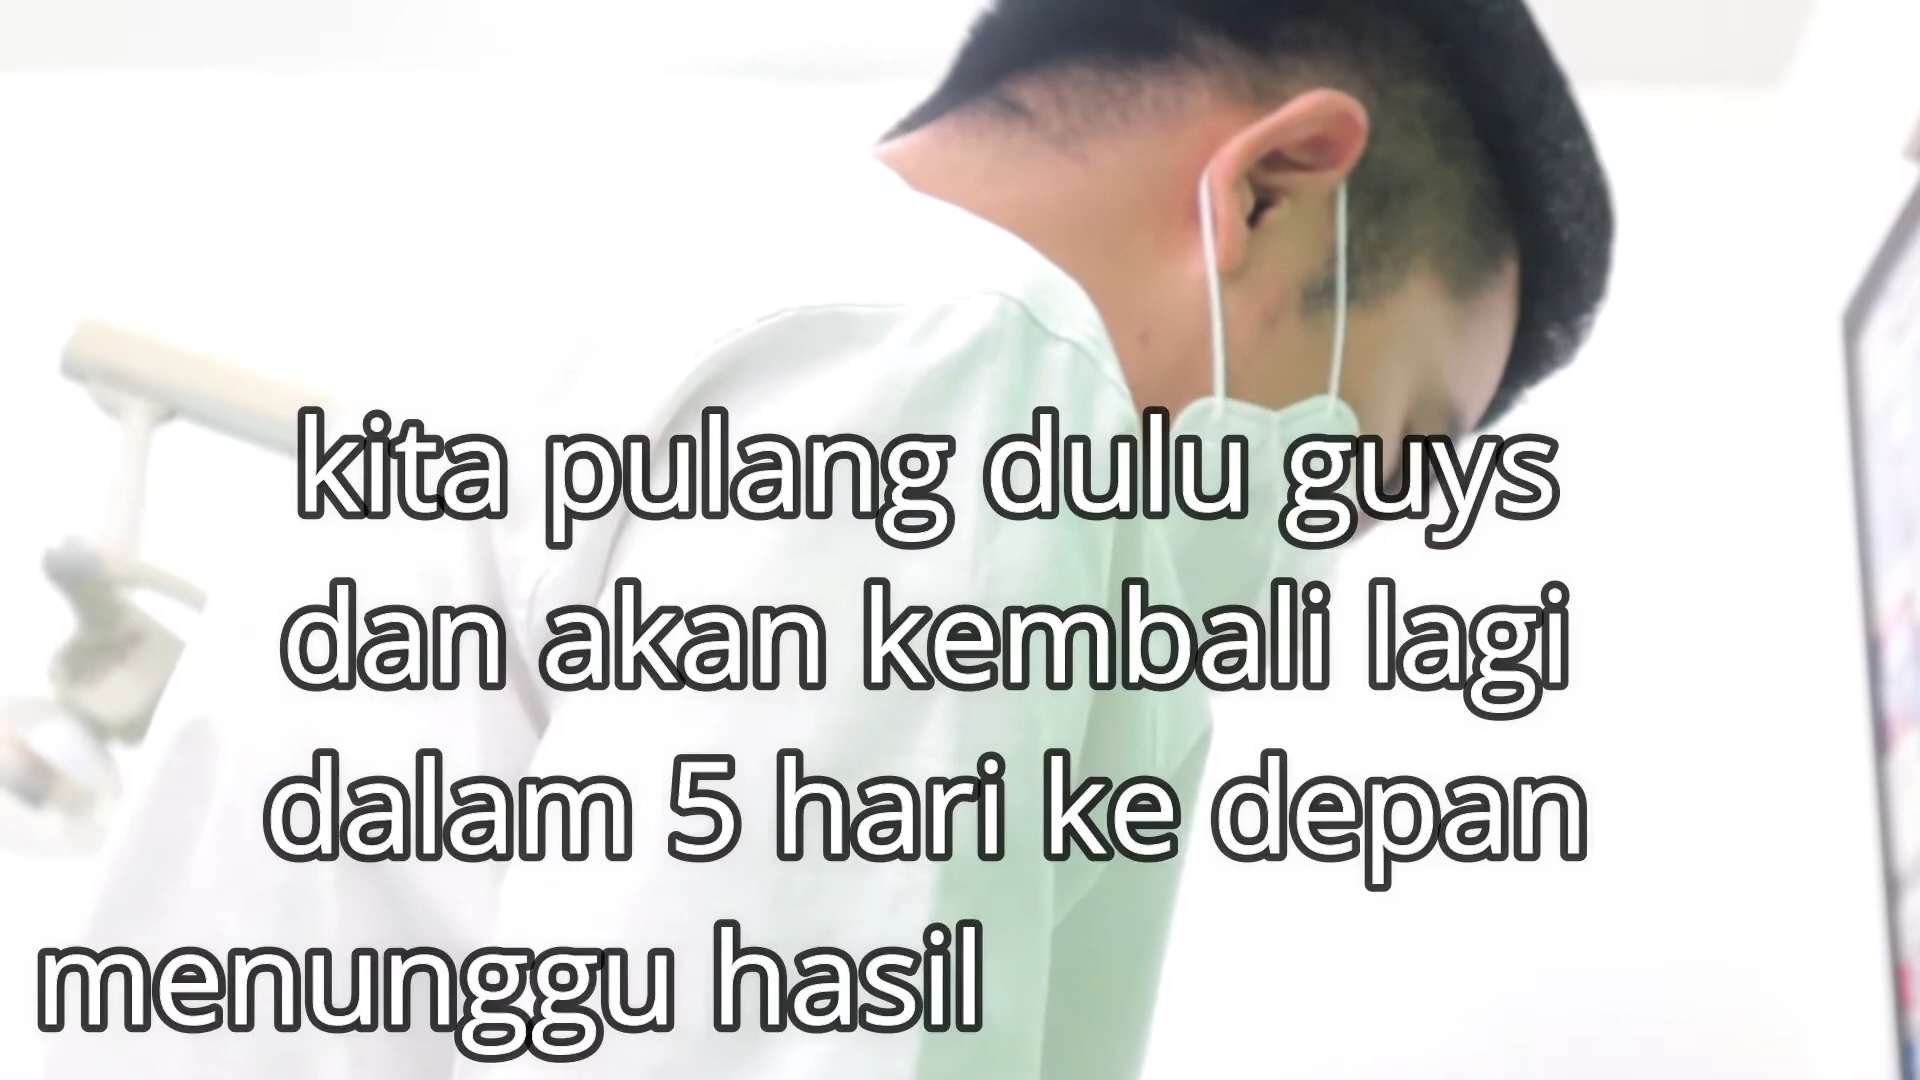 kita pulang dulu guys
dan akan kembali lagi
dalam 5 hari ke depan
menunggu hasil